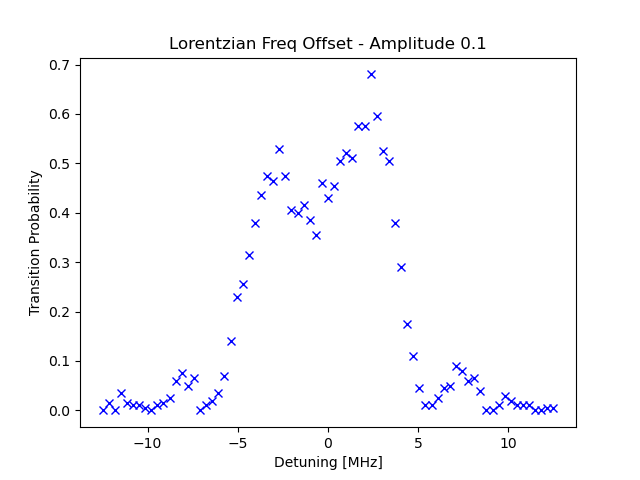 Lorentzian Freq Offset - Amplitude 0.1
0.7
0.6
0.5
0.4
0.3
0.2
0.1
0.0
Transition Probability
−10 −5 0 5 10
Detuning [MHz]